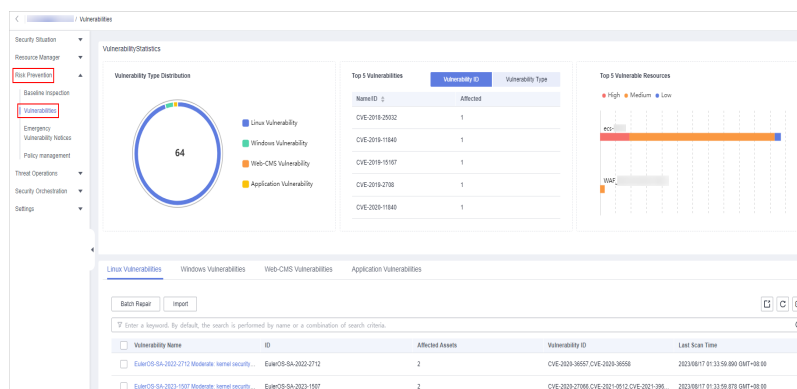 / Vulnerabilities
Security Situation
Resource Manager
Risk Prevention
Baseline Inspection
Vulnerabilities
Emergency
Vulnerability Notices
Policy management
Threat Operations
Security Orchestration
Settings
VulnerabilityStatistics
Vulnerability Type Distribution
64
Linux Vulnerability
Windows Vulnerability
Web-CMS Vulnerability
Application Vulnerability
Top 5 Vulnerabilities
Vulnerability ID
Vulnerability Type
Name/ID
Affected
CVE-2018-25032 1
CVE-2019-11840 1
CVE-2019-15167 1
CVE-2019-2708 1
CVE-2020-11840 1
Top 5 Vulnerable Resources
High Medium Low
ecs-
WAF_
Linux Vulnerabilities Windows Vulnerabilities Web-CMS Vulnerabilities Application Vulnerabilities
Batch Repair Import
Enter a keyword. By default, the search is performed by name or a combination of search criteria.
Vulnerability Name ID Affected Assets Vulnerability ID Last Scan Time
EulerOS-SA-2022-2712 Moderate: kernel security... EulerOS-SA-2022-2712 2 CVE-2020-36557,CVE-2020-36558 2023/08/17 01:33:59.890 GMT+08:00
EulerOS-SA-2023-1507 Moderate: kernel security... EulerOS-SA-2023-1507 2 CVE-2020-27066,CVE-2021-0512,CVE-2021-396... 2023/08/17 01:33:59.878 GMT+08:00